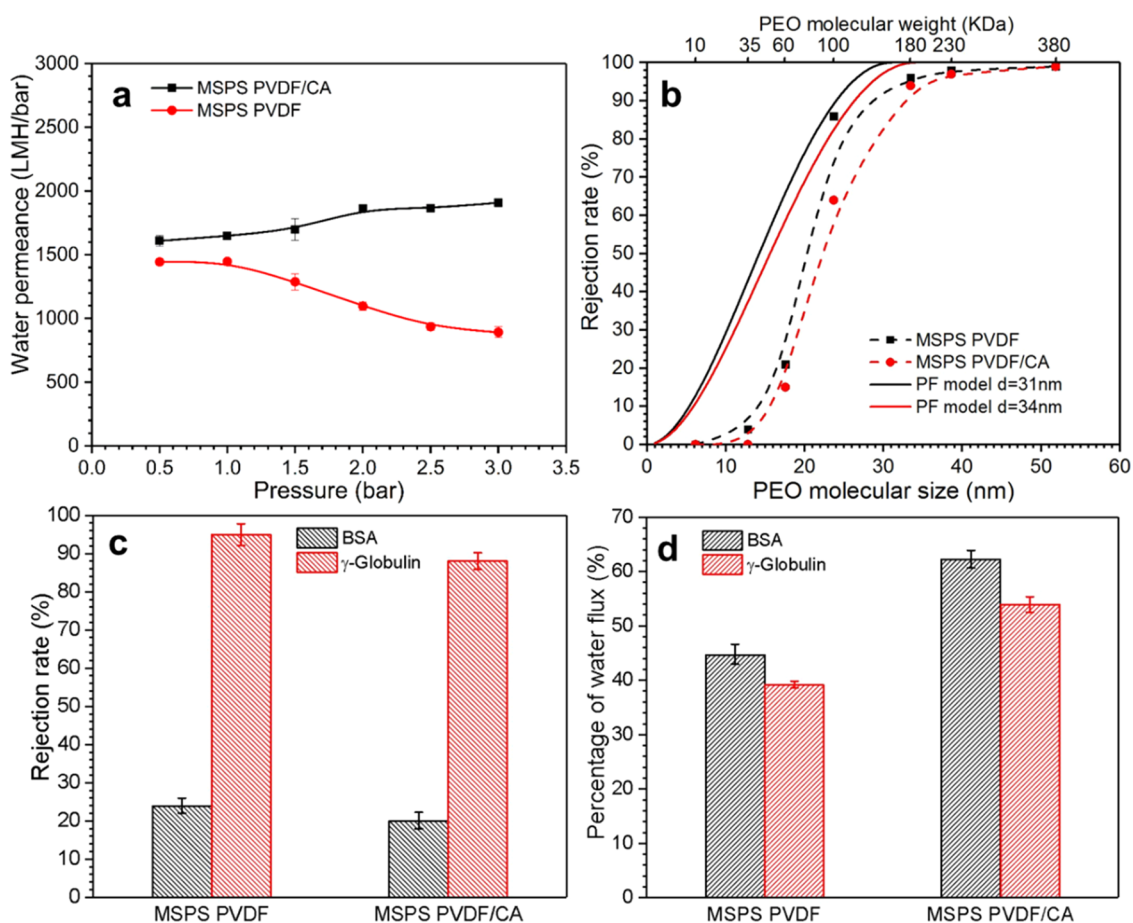 a
MSPS PVDF/CA
MSPS PVDF
Water permeance (LMH/bar)
3000
2500
2000
1500
1000
500
0
0.0 0.5 1.0 1.5 2.0 2.5 3.0 3.5
Pressure (bar)
PEO molecular weight (KDa)
10 35 60 100 180 230 380
b
Rejection rate (%)
100
90
80
70
60
50
40
30
20
10
0
MSPS PVDF
MSPS PVDF/CA
PF model d=31nm
PF model d=34nm
0 10 20 30 40 50 60
PEO molecular size (nm)
c
BSA
γ-Globulin
Rejection rate (%)
100
90
80
70
60
50
40
30
20
10
0
MSPS PVDF MSPS PVDF/CA
d
BSA
γ-Globulin
Percentage of water flux (%)
70
60
50
40
30
20
10
0
MSPS PVDF MSPS PVDF/CA